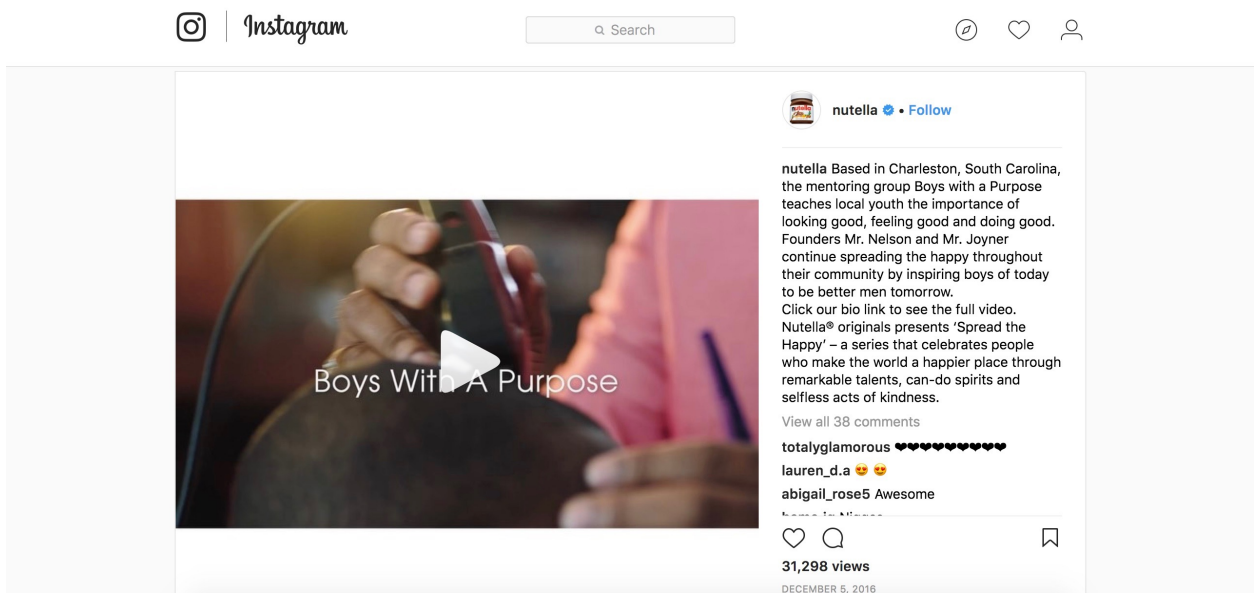 Instagram
Search
nutella • Follow
nutella Based in Charleston, South Carolina,
the mentoring group Boys with a Purpose
teaches local youth the importance of
looking good, feeling good and doing good.
Founders Mr. Nelson and Mr. Joyner
continue spreading the happy throughout
their community by inspiring boys of today
to be better men tomorrow.
Click our bio link to see the full video.
Nutella® originals presents ‘Spread the
Happy’ – a series that celebrates people
who make the world a happier place through
remarkable talents, can-do spirits and
selfless acts of kindness.
View all 38 comments
totalyglamorous ❤❤❤❤❤❤❤❤❤
lauren_d.a 😍 😍
abigail_rose5 Awesome
31,298 views
DECEMBER 5, 2016
Boys With A Purpose
nutella